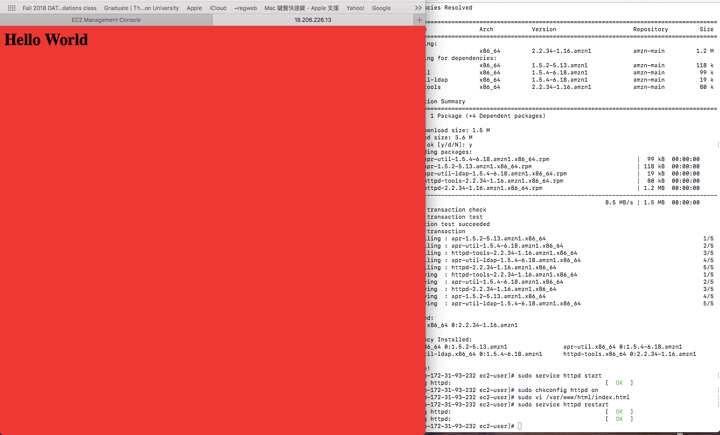 Fall 2018 DAT...dations class Graduate | Th...on University Apple iCloud ~regweb Mac 鍵盤快速鍵 - Apple 支援 Yahoo! Google >>
EC2 Management Console 18.206.226.13 +
Hello World
cies Resolved
Arch Version Repository Size
ing:
x86_64 2.2.34-1.16.amzn1 amzn-main 1.2 M
ing for dependencies:
x86_64 1.5.2-5.13.amzn1 amzn-main 118 k
l x86_64 1.5.4-6.18.amzn1 amzn-main 99 k
l-ldap x86_64 1.5.4-6.18.amzn1 amzn-main 19 k
tools x86_64 2.2.34-1.16.amzn1 amzn-main 80 k
tion Summary
1 Package (+4 Dependent packages)
wnload size: 1.5 M
ed size: 3.6 M
ok [y/d/N]: y
ding packages:
apr-util-1.5.4-6.18.amzn1.x86_64.rpm | 99 kB 00:00:00
apr-1.5.2-5.13.amzn1.x86_64.rpm | 118 kB 00:00:00
apr-util-ldap-1.5.4-6.18.amzn1.x86_64.rpm | 19 kB 00:00:00
httpd-tools-2.2.34-1.16.amzn1.x86_64.rpm | 80 kB 00:00:00
httpd-2.2.34-1.16.amzn1.x86_64.rpm | 1.2 MB 00:00:00
8.5 MB/s | 1.5 MB 00:00:00
transaction check
transaction test
tion test succeeded
transaction
lling : apr-1.5.2-5.13.amzn1.x86_64 1/5
lling : apr-util-1.5.4-6.18.amzn1.x86_64 2/5
lling : httpd-tools-2.2.34-1.16.amzn1.x86_64 3/5
lling : apr-util-ldap-1.5.4-6.18.amzn1.x86_64 4/5
lling : httpd-2.2.34-1.16.amzn1.x86_64 5/5
ying : httpd-tools-2.2.34-1.16.amzn1.x86_64 1/5
ying : apr-util-1.5.4-6.18.amzn1.x86_64 2/5
ying : httpd-2.2.34-1.16.amzn1.x86_64 3/5
ying : apr-1.5.2-5.13.amzn1.x86_64 4/5
ying : apr-util-ldap-1.5.4-6.18.amzn1.x86_64 5/5
ed:
.x86_64 0:2.2.34-1.16.amzn1
ncy Installed:
86_64 0:1.5.2-5.13.amzn1 apr-util.x86_64 0:1.5.4-6.18.amzn1
til-ldap.x86_64 0:1.5.4-6.18.amzn1 httpd-tools.x86_64 0:2.2.34-1.16.amzn1
e!
p-172-31-93-232 ec2-user]# sudo service httpd start
g httpd: [ OK ]
p-172-31-93-232 ec2-user]# sudo chkconfig httpd on
p-172-31-93-232 ec2-user]# sudo vi /var/www/html/index.html
p-172-31-93-232 ec2-user]# sudo service httpd restart
g httpd: [ OK ]
g httpd: [ OK ]
p-172-31-93-232 ec2-user]#